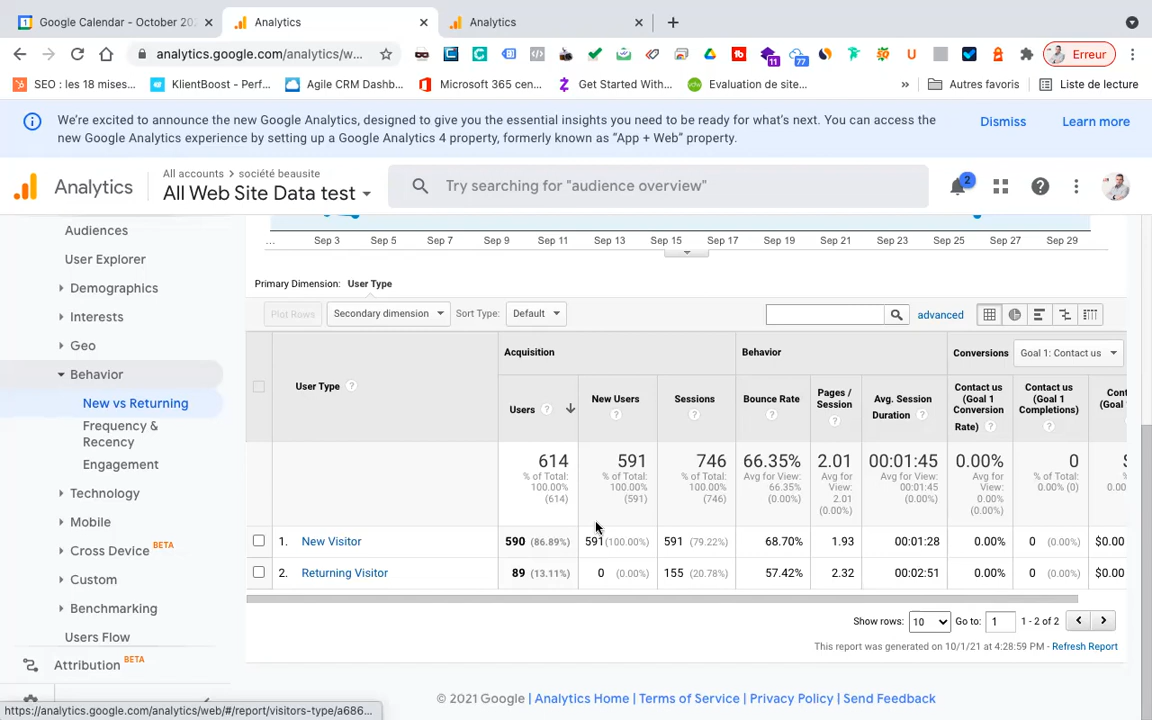 Google Calendar - October 20
Analytics
Analytics
analytics.google.com/analytics/w...
11
77
Erreur
SEO : les 18 mises...
KlientBoost - Perf...
Agile CRM Dashb...
Microsoft 365 cen...
Get Started With...
Evaluation de site...
»
Autres favoris
Liste de lecture
We're excited to announce the new Google Analytics, designed to give you the essential insights you need to be ready for what's next. You can access the
new Google Analytics experience by setting up a Google Analytics 4 property, formerly known as "App + Web" property.
Dismiss
Learn more
Analytics
All accounts > société beausite
All Web Site Data test
Try searching for "audience overview"
2
Audiences
User Explorer
Demographics
Interests
Geo
Behavior
New vs Returning
Frequency &
Recency
Engagement
Technology
Mobile
Cross Device BETA
Custom
Benchmarking
Users Flow
Attribution BETA
... Sep 3 Sep 5 Sep 7 Sep 9 Sep 11 Sep 13 Sep 15 Sep 17 Sep 19 Sep 21 Sep 23 Sep 25 Sep 27 Sep 29
Primary Dimension: User Type
Plot Rows Secondary dimension Sort Type: Default advanced
User Type
Acquisition
Behavior
Conversions Goal 1: Contact us
Users
New Users
Sessions
Bounce Rate
Pages /
Session
Avg. Session
Duration
Contact us
(Goal 1
Conversion
Rate)
Contact us
(Goal 1
Completions)
Cont
(Goal
614
% of Total:
100.00%
(614)
591
% of Total:
100.00%
(591)
746
% of Total:
100.00%
(746)
66.35%
Avg for View:
66.35%
(0.00%)
2.01
Avg for
View:
2.01
(0.00%)
00:01:45
Avg for View:
00:01:45
(0.00%)
0.00%
Avg for
View:
0.00%
(0.00%)
0
% of Total:
0.00% (0)
$
% 
1. New Visitor 590 (86.89%) 591(100.00%) 591 (79.22%) 68.70% 1.93 00:01:28 0.00% 0 (0.00%) $0.00
2. Returning Visitor 89 (13.11%) 0 (0.00%) 155 (20.78%) 57.42% 2.32 00:02:51 0.00% 0 (0.00%) $0.00
Show rows: 10 Go to: 1 1 - 2 of 2
This report was generated on 10/1/21 at 4:28:59 PM - Refresh Report
© 2021 Google | Analytics Home | Terms of Service | Privacy Policy | Send Feedback
https://analytics.google.com/analytics/web/#/report/visitors-type/a686...